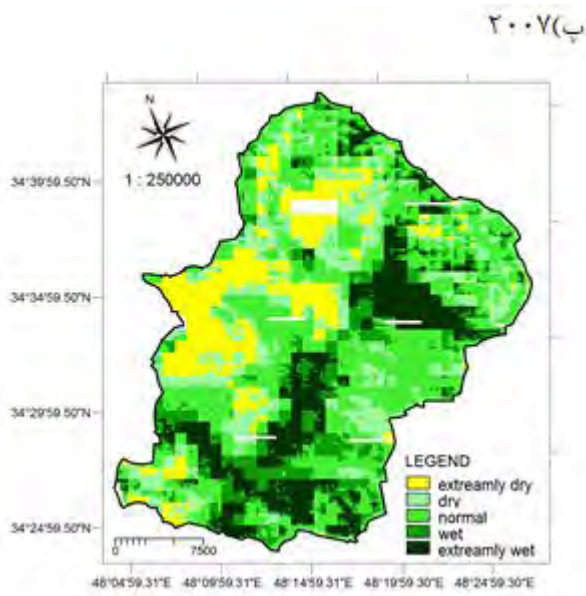 پ)۲۰۰۷
N
1 : 250000
34°39'59.50"N
34°34'59.50"N
34°29'59.50"N
34°24'59.50"N
LEGEND
extreamly dry
drv
normal
wet
extreamly wet
0 7500
48°04'59.31"E 48°09'59.31"E 48°14'59.31"E 48°19'59.30"E 48°24'59.30"E